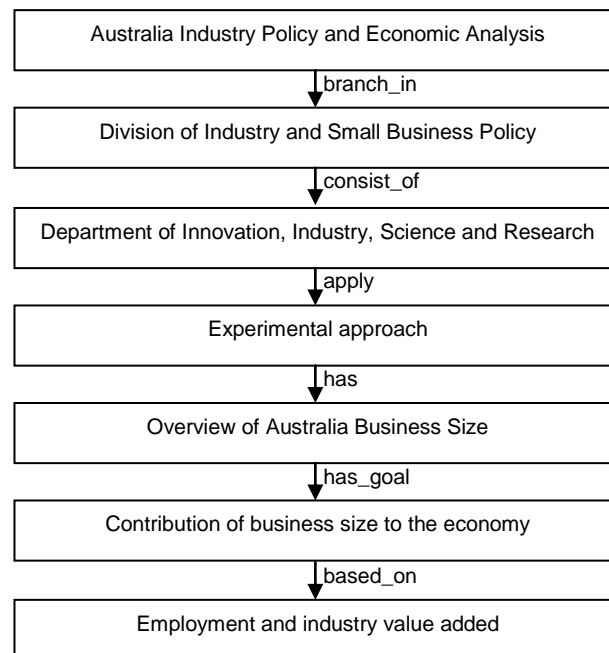 Australia Industry Policy and Economic Analysis
branch_in
Division of Industry and Small Business Policy
consist_of
Department of Innovation, Industry, Science and Research
apply
Experimental approach
has
Overview of Australia Business Size
has_goal
Contribution of business size to the economy
based_on
Employment and industry value added